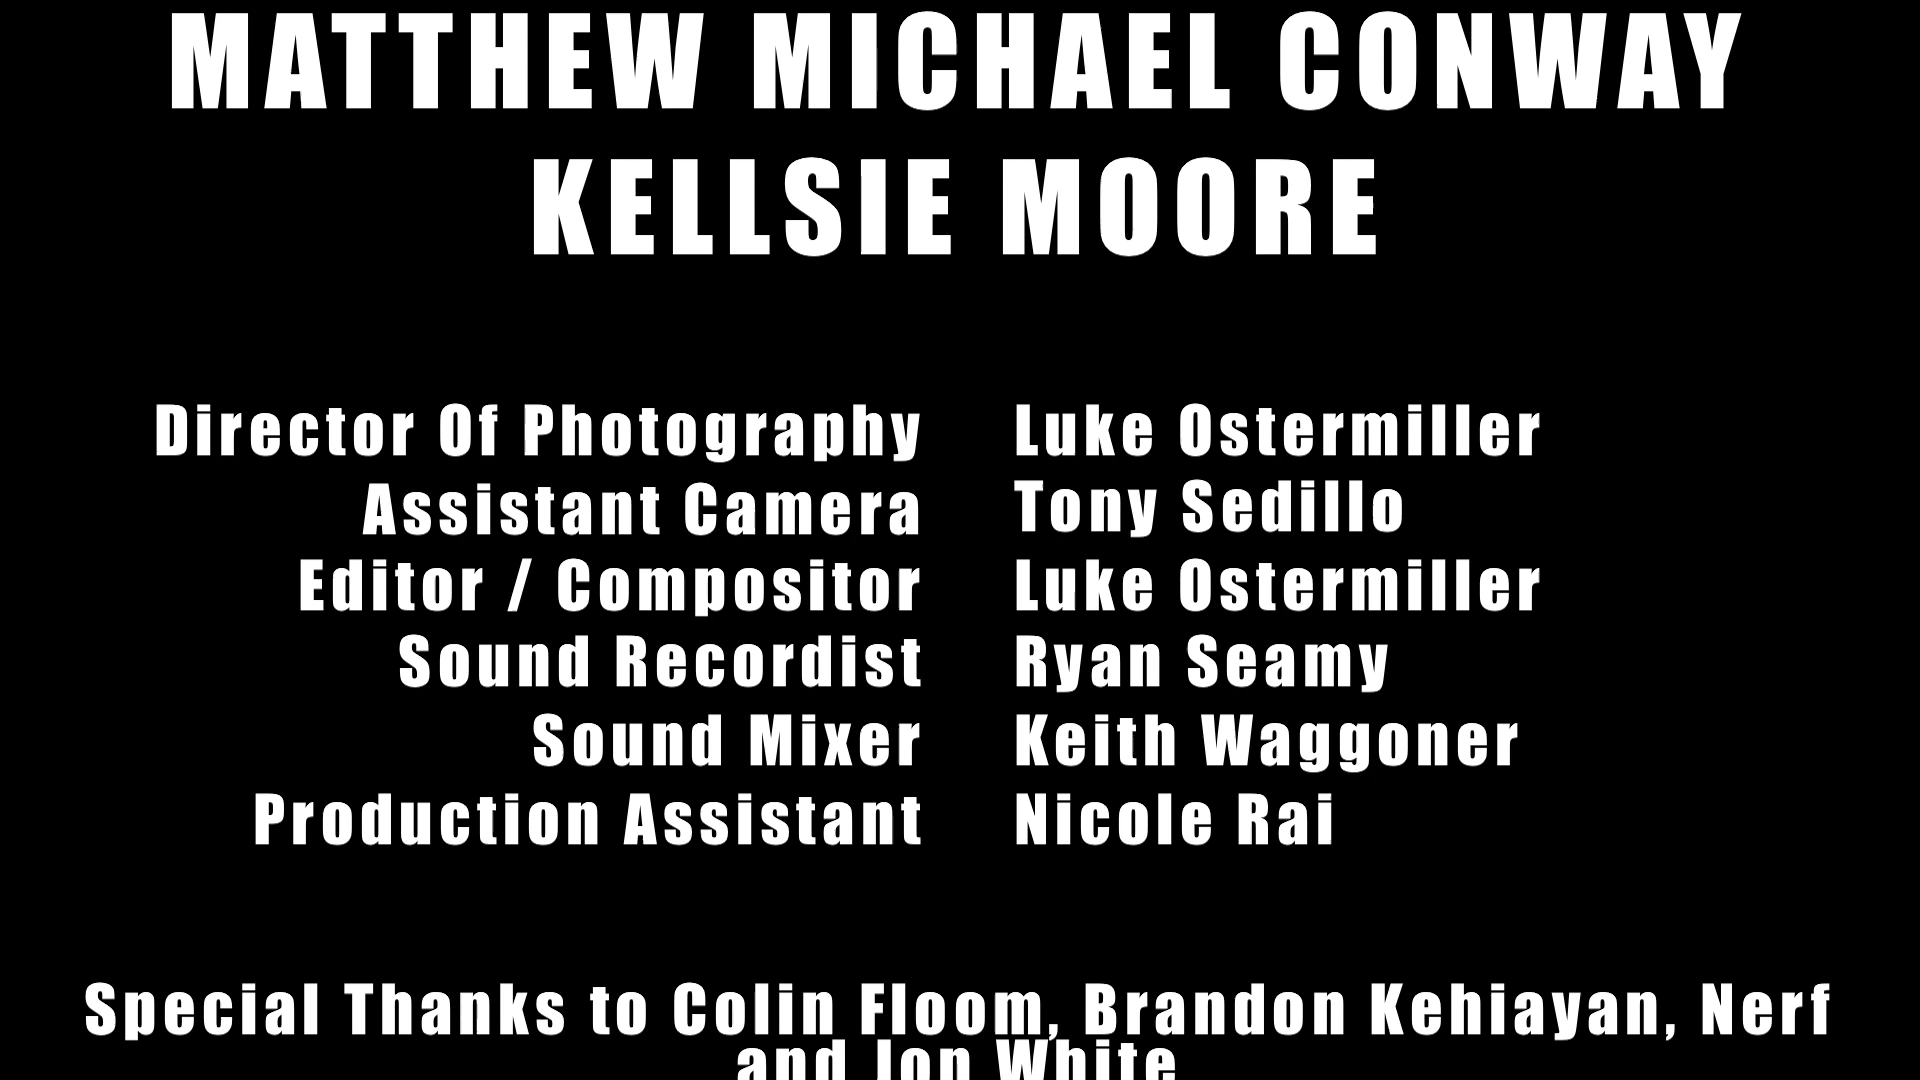 MATTHEW MICHAEL CONWAY
KELLSIE MOORE
Director Of Photography Luke Ostermiller
Assistant Camera Tony Sedillo
Editor / Compositor Luke Ostermiller
Sound Recordist Ryan Seamy
Sound Mixer Keith Waggoner
Production Assistant Nicole Rai
Special Thanks to Colin Floom, Brandon Kehiayan, Nerf
and Jon White